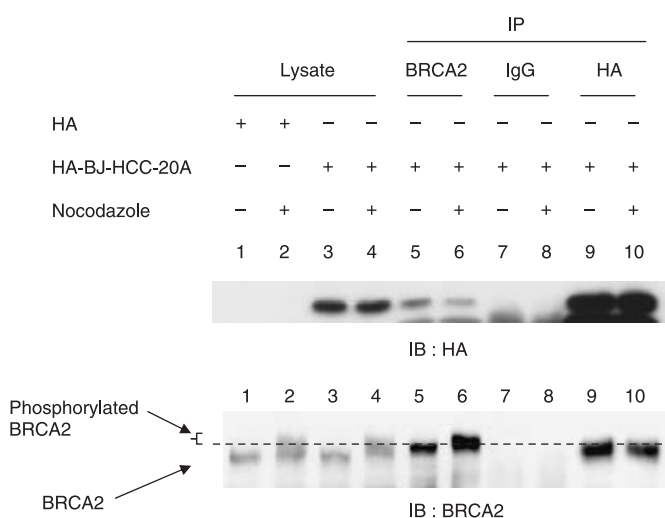 IP
Lysate BRCA2 IgG HA
HA + + – – – – – – – –
HA-BJ-HCC-20A – – + + + + + + + +
Nocodazole – + – + – + – + – +
1 2 3 4 5 6 7 8 9 10
IB : HA
1 2 3 4 5 6 7 8 9 10
Phosphorylated
BRCA2
BRCA2
IB : BRCA2